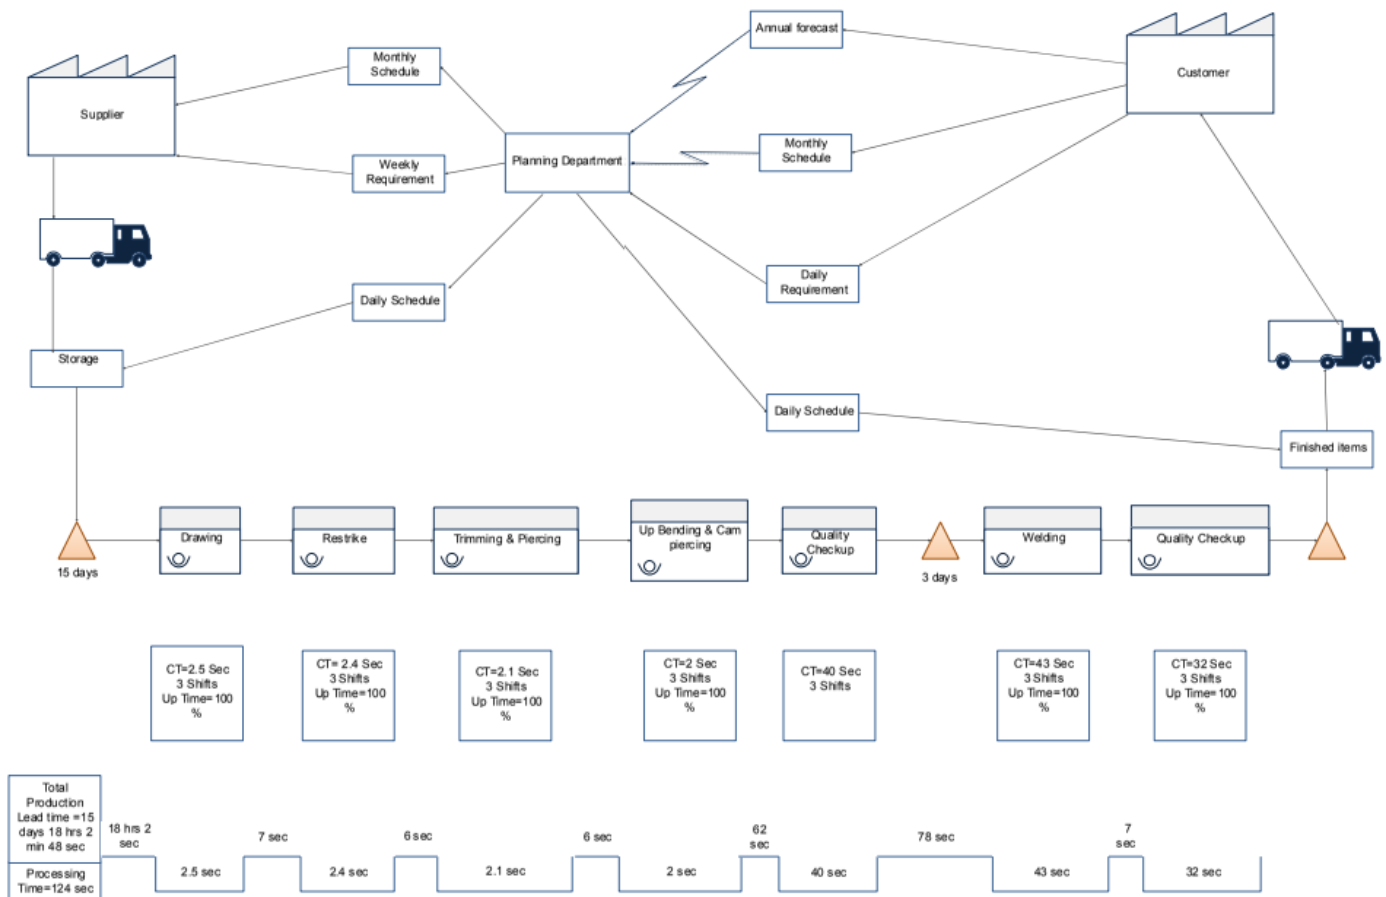 Annual forecast
Monthly
Schedule
Customer
Supplier
Planning Department
Monthly
Schedule
Weekly
Requirement
Daily
Requirement
Daily Schedule
Storage
Daily Schedule
Finished items
Drawing
Restrike
Trimming & Piercing
Up Bending & Cam
piercing
Quality
Checkup
Welding
Quality Checkup
15 days
3 days
CT=2.5 Sec
3 Shifts
Up Time=100
%
CT= 2.4 Sec
3 Shifts
Up Time=100
%
CT=2.1 Sec
3 Shifts
Up Time=100
%
CT=2 Sec
3 Shifts
Up Time=100
%
CT=40 Sec
3 Shifts
CT=43 Sec
3 Shifts
Up Time=100
%
CT=32 Sec
3 Shifts
Up Time=100
%
Total
Production
Lead time =15
days 18 hrs 2
min 48 sec
18 hrs 2
sec
7 sec
6 sec
6 sec
62
sec
78 sec
7
sec
Processing
Time=124 sec
2.5 sec
2.4 sec
2.1 sec
2 sec
40 sec
43 sec
32 sec